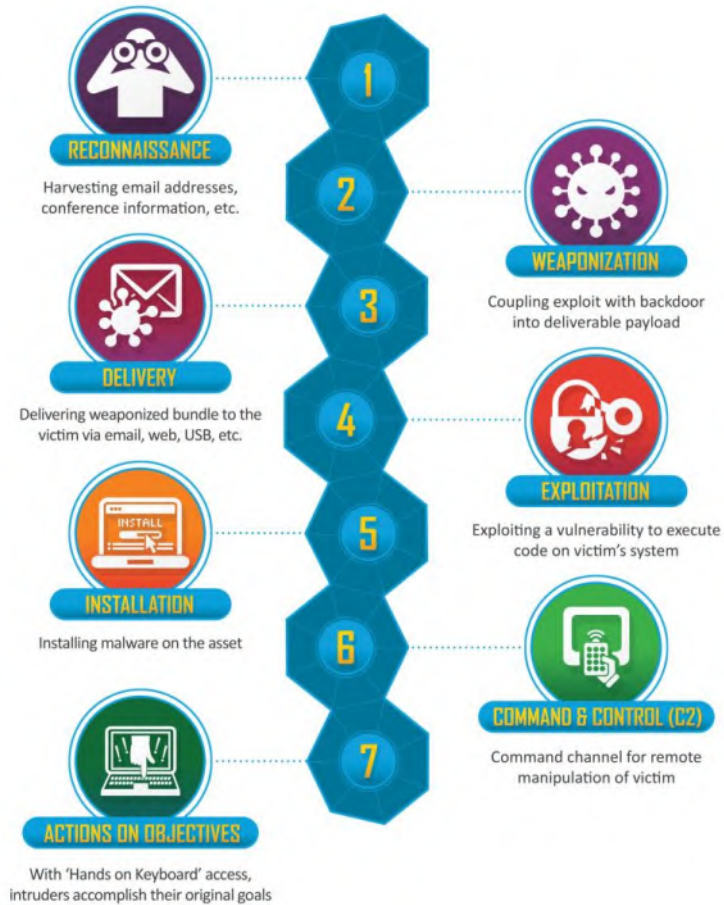 1
RECONNAISSANCE
Harvesting email addresses,
conference information, etc.
2
WEAPONIZATION
Coupling exploit with backdoor
into deliverable payload
3
DELIVERY
Delivering weaponized bundle to the
victim via email, web, USB, etc.
4
EXPLOITATION
Exploiting a vulnerability to execute
code on victim's system
5
INSTALL
INSTALLATION
Installing malware on the asset
6
COMMAND & CONTROL (C2)
Command channel for remote
manipulation of victim
7
ACTIONS ON OBJECTIVES
With 'Hands on Keyboard' access,
intruders accomplish their original goals